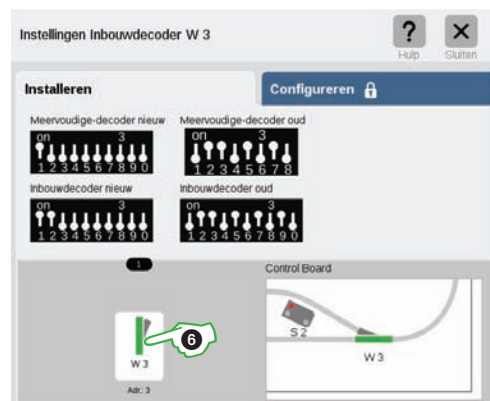 Instellingen Inbouwdecoder W 3
?
Hulp
Sluiten
Installeren
Configureren
Meervoudige-decoder nieuw
Meervoudige-decoder oud
on 3
1 2 3 4 5 6 7 8 9 0
on 3
1 2 3 4 5 6 7 8
Inbouwdecoder nieuw
Inbouwdecoder oud
on 3
1 2 3 4 5 6 7 8 9 0
on 3
1 2 3 4 5 6 7 8 9 0
1
Control Board
6
W 3
Adr.: 3
S 2
W 3